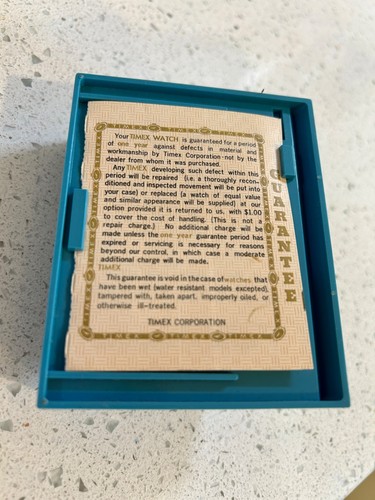 TIMEX TIMEX TIMEX
Your TIMEX WATCH is guaranteed for a period
of one year against defects in material and
workmanship by Timex Corporation-not by the
dealer from whom it was purchased.
Any TIMEX developing such defect within this
period will be repaired (i.e. a thoroughly recon-
ditioned and inspected movement will be put into
your case) or replaced (a watch of equal value
and similar appearance will be supplied) at our
option provided it is returned to us, with $1.00
to cover the cost of handling. (This is not a
repair charge.) No additional charge will be
made unless the one year guarantee period has
expired or servicing is necessary for reasons
beyond our control, in which case a moderate
additional charge will be made.
TIMEX
This guarantee is void in the case of watches that
have been wet (water resistant models excepted),
tampered with, taken apart, improperly oiled, or
otherwise ill-treated.
TIMEX CORPORATION
TIMEX TIMEX TIMEX
GUARANTEE